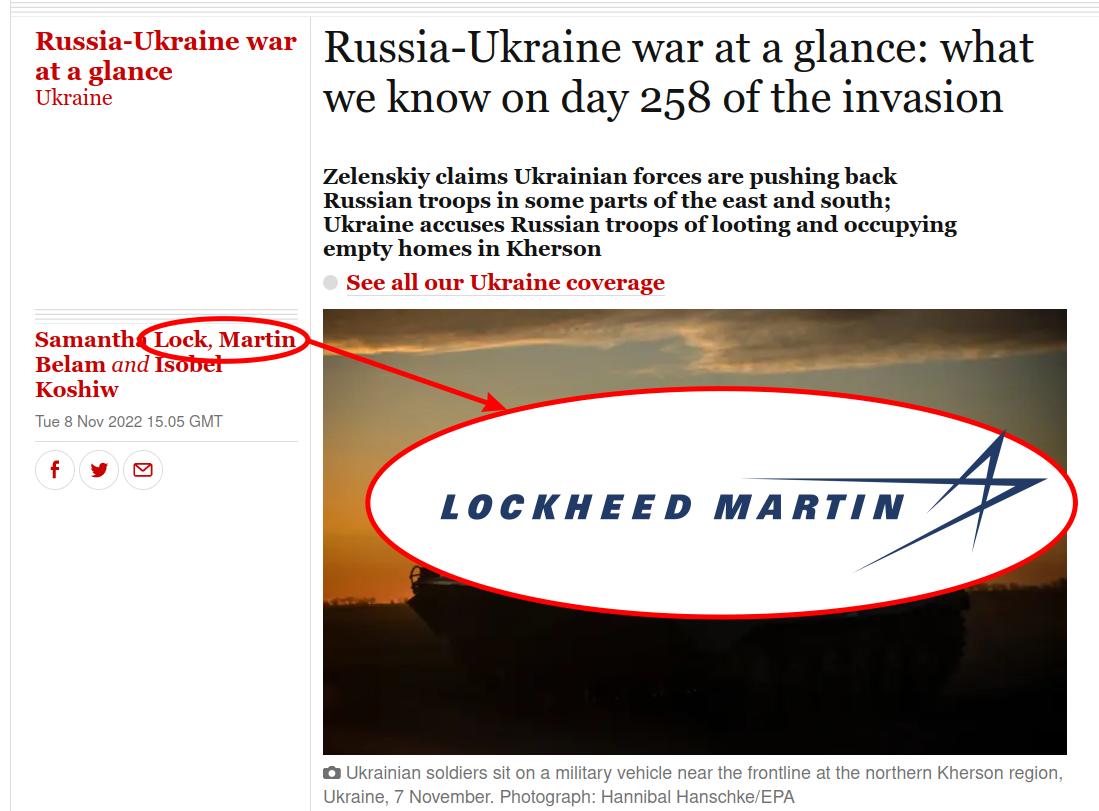 Russia-Ukraine war
at a glance
Ukraine
Russia-Ukraine war at a glance: what
we know on day 258 of the invasion
Zelenskiy claims Ukrainian forces are pushing back
Russian troops in some parts of the east and south;
Ukraine accuses Russian troops of looting and occupying
empty homes in Kherson
See all our Ukraine coverage
Samantha Lock, Martin
Belam and Isobel
Koshiw
Tue 8 Nov 2022 15.05 GMT
LOCKHEED MARTIN
Ukrainian soldiers sit on a military vehicle near the frontline at the northern Kherson region,
Ukraine, 7 November. Photograph: Hannibal Hanschke/EPA